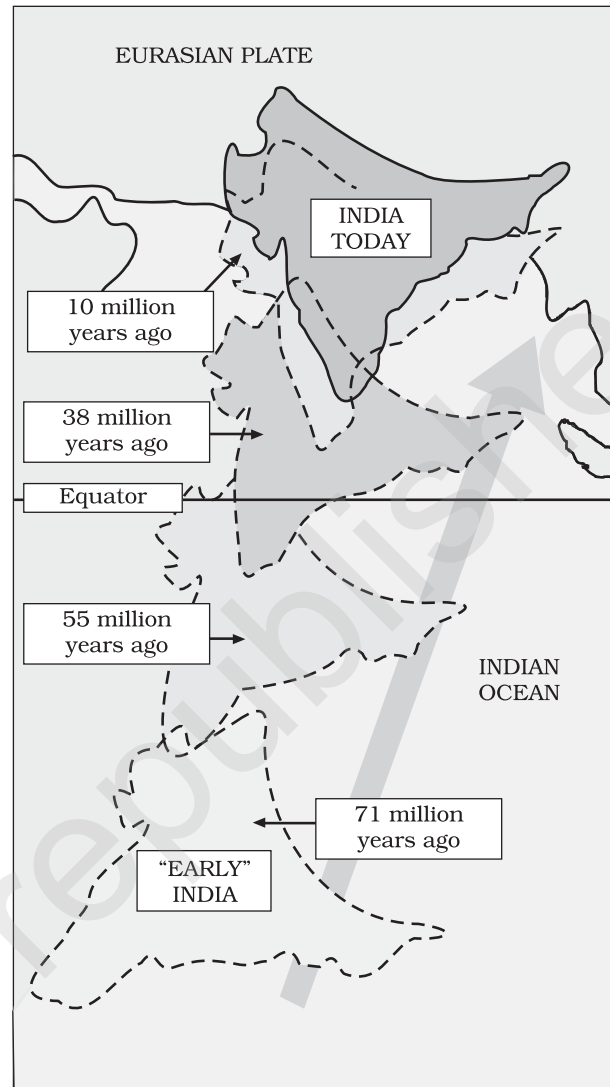 EURASIAN PLATE
INDIA
TODAY
10 million
years ago
38 million
years ago
Equator
55 million
years ago
INDIAN
OCEAN
71 million
years ago
“EARLY”
INDIA
republishe